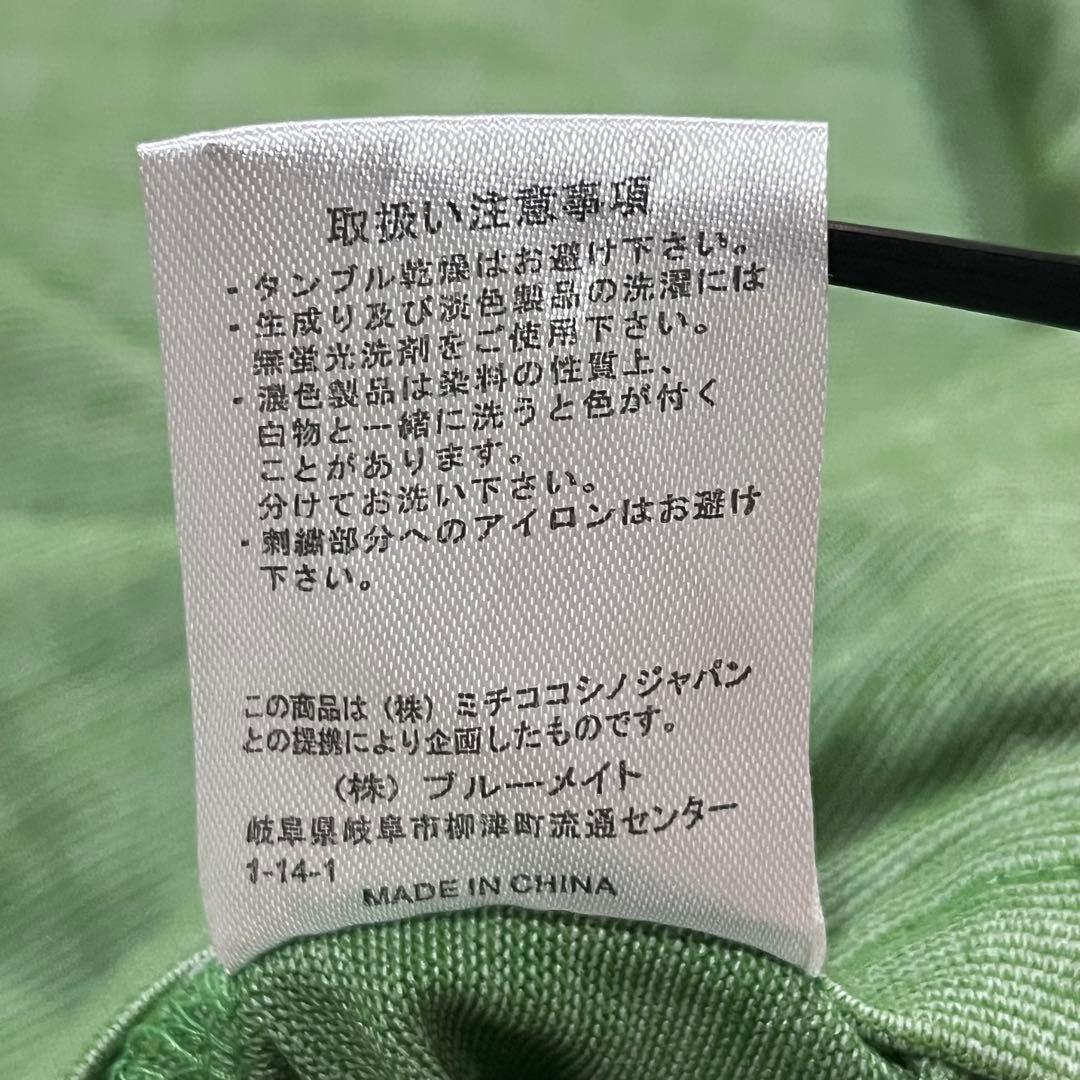 取扱い注意事項
・タンブル乾燥はお避け下さい。
・生成り及び淡色製品の洗濯には
無蛍光洗剤をご使用下さい。
・濃色製品は染料の性質上、
白物と一緒に洗うと色が付く
ことがあります。
分けてお洗い下さい。
・刺繍部分へのアイロンはお避け
下さい。
この商品は（株）ミチココシノジャパン
との提携により企画したものです。
（株）ブルーメイト
岐阜県岐阜市柳津町流通センター
1-14-1
MADE IN CHINA